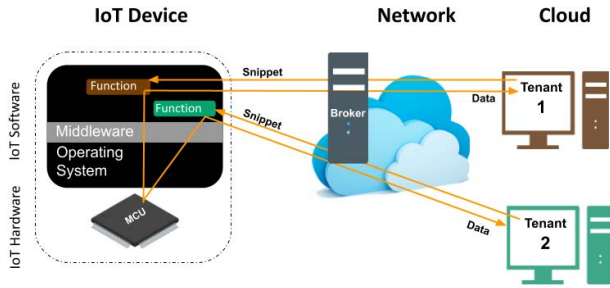 IoT Device
Network
Cloud
IoT Software
IoT Hardware
Function
Function
Middleware
Operating
System
MCU
Snippet
Data
Snippet
Data
Broker
Tenant
1
Tenant
2